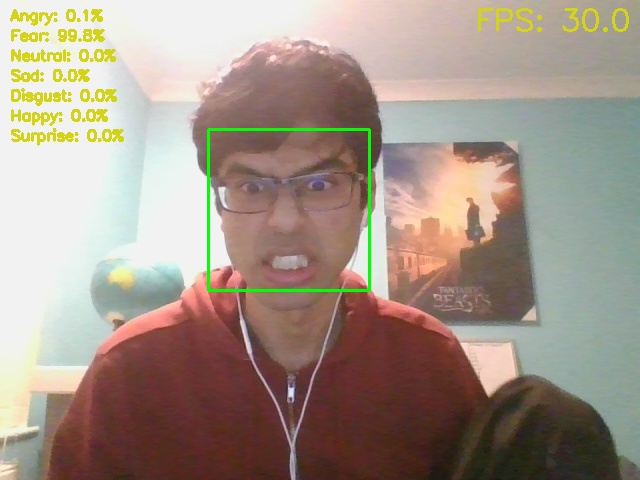 Angry: 0.1%
Fear: 99.8%
Neutral: 0.0%
Sad: 0.0%
Disgust: 0.0%
Happy: 0.0%
Surprise: 0.0%
FPS: 30.0
FANTASTIC
BEASTS